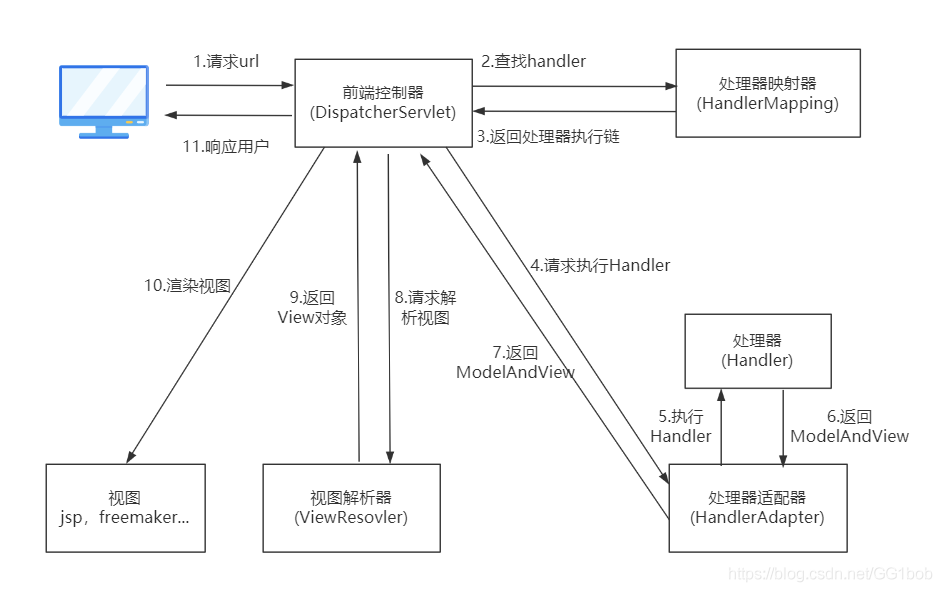 1.请求url
2.查找handler
前端控制器
(DispatcherServlet)
处理器映射器
(HandlerMapping)
11.响应用户
3.返回处理器执行链
4.请求执行Handler
10.渲染视图
9.返回
View对象
8.请求解
析视图
7.返回
ModelAndView
处理器
(Handler)
5.执行
Handler
6.返回
ModelAndView
视图
jsp，freemaker...
视图解析器
(ViewResovler)
处理器适配器
(HandlerAdapter)
https://blog.csdn.net/GG1bob